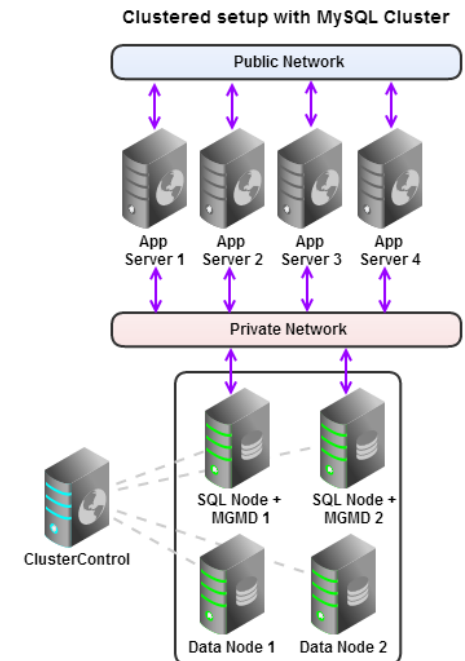 Clustered setup with MySQL Cluster
Public Network
App
Server 1
App
Server 2
App
Server 3
App
Server 4
Private Network
SQL Node +
MGMD 1
SQL Node +
MGMD 2
ClusterControl
Data Node 1
Data Node 2